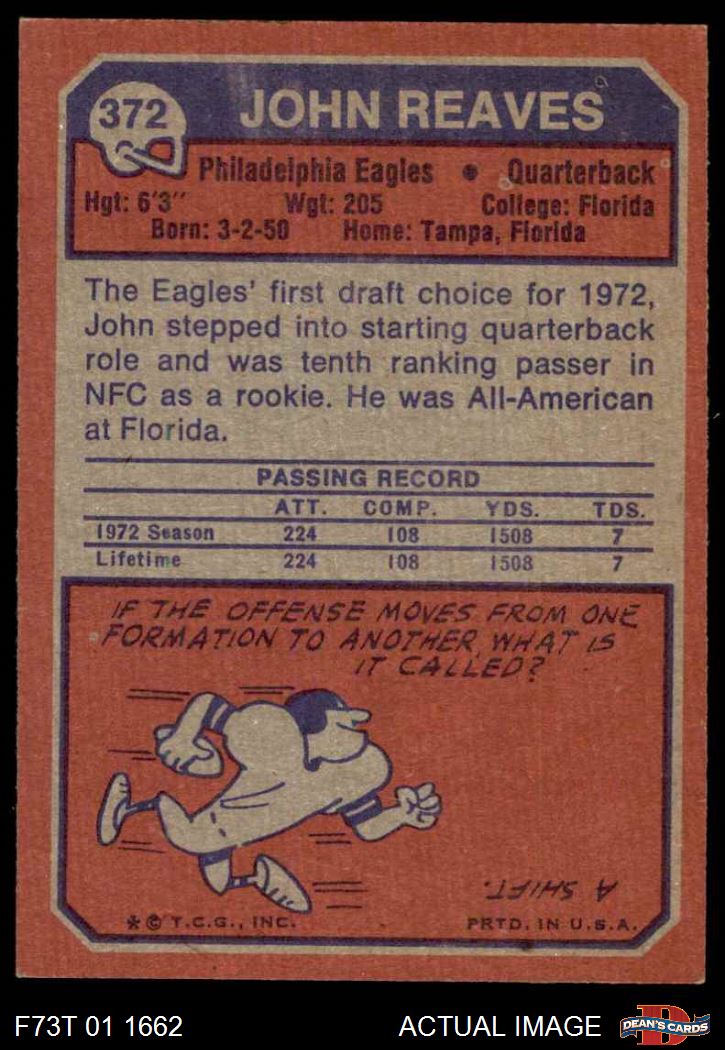 372
JOHN REAVES
Philadelphia Eagles • Quarterback
Hgt: 6'3" Wgt: 205 College: Florida
Born: 3-2-50 Home: Tampa, Florida
The Eagles' first draft choice for 1972,
John stepped into starting quarterback
role and was tenth ranking passer in
NFC as a rookie. He was All-American
at Florida.
PASSING RECORD
ATT. COMP. YDS. TDS.
1972 Season 224 108 1508 7
Lifetime 224 108 1508 7
IF THE OFFENSE MOVES FROM ONE
FORMATION TO ANOTHER, WHAT IS
IT CALLED?
A SHIFT.
* © T.C.G., INC. PRTD. IN U.S.A.
F73T 01 1662 ACTUAL IMAGE D DEAN'S CARDS